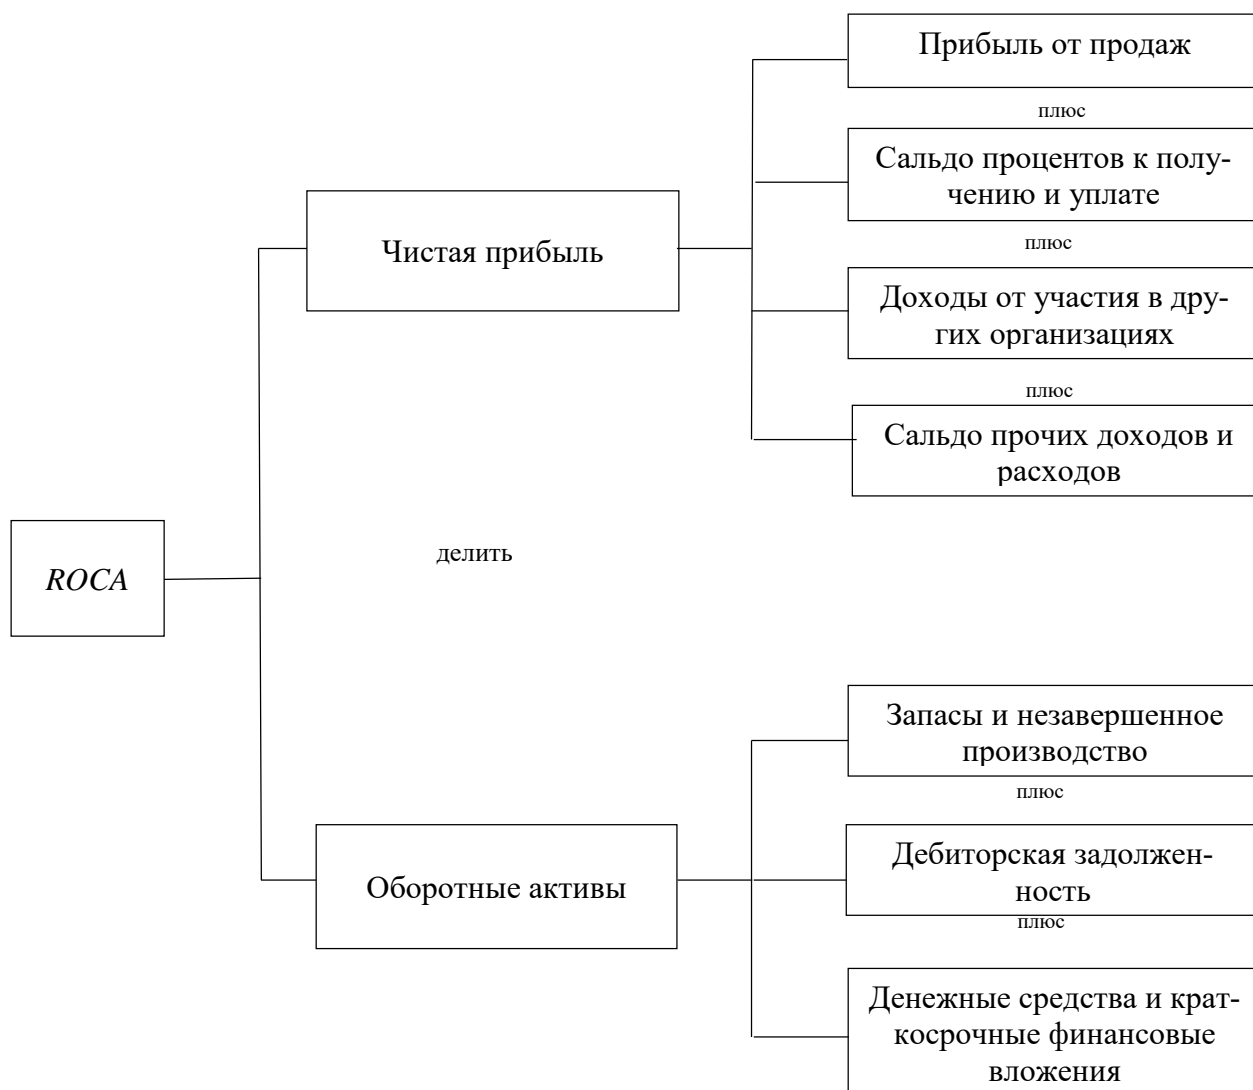 Прибыль от продаж
плюс
Сальдо процентов к полу-
чению и уплате
плюс
Чистая прибыль
Доходы от участия в дру-
гих организациях
плюс
Сальдо прочих доходов и
расходов
делить
ROCA
Запасы и незавершенное
производство
плюс
Дебиторская задолжен-
ность
Оборотные активы
плюс
Денежные средства и крат-
косрочные финансовые
вложения